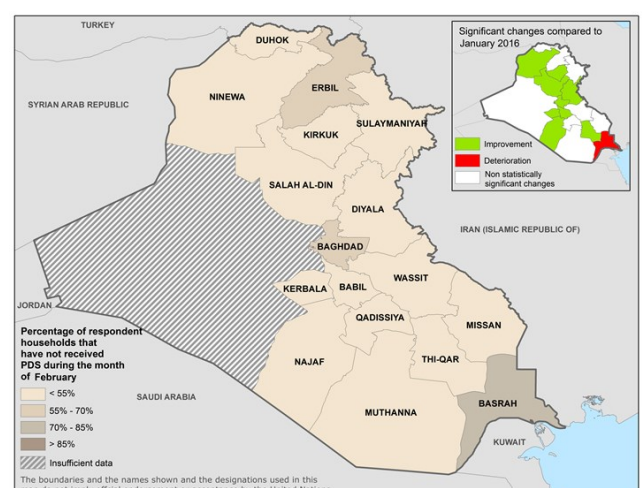 TURKEY
Significant changes compared to
January 2016
Improvement
Deterioration
Non statistically
significant changes
DUHOK
SYRIAN ARAB REPUBLIC
NINEWA
ERBIL
SULAYMANIYAH
KIRKUK
SALAH AL-DIN
DIYALA
IRAN (ISLAMIC REPUBLIC OF)
BAGHDAD
WASSIT
KERBALA
BABIL
JORDAN
QADISSIYA
MISSAN
NAJAF
THI-QAR
SAUDI ARABIA
MUTHANNA
BASRAH
KUWAIT
Percentage of respondent
households that
have not received
PDS during the month
of February
< 55%
55% - 70%
70% - 85%
> 85%
Insufficient data
The boundaries and the names shown and the designations used in this